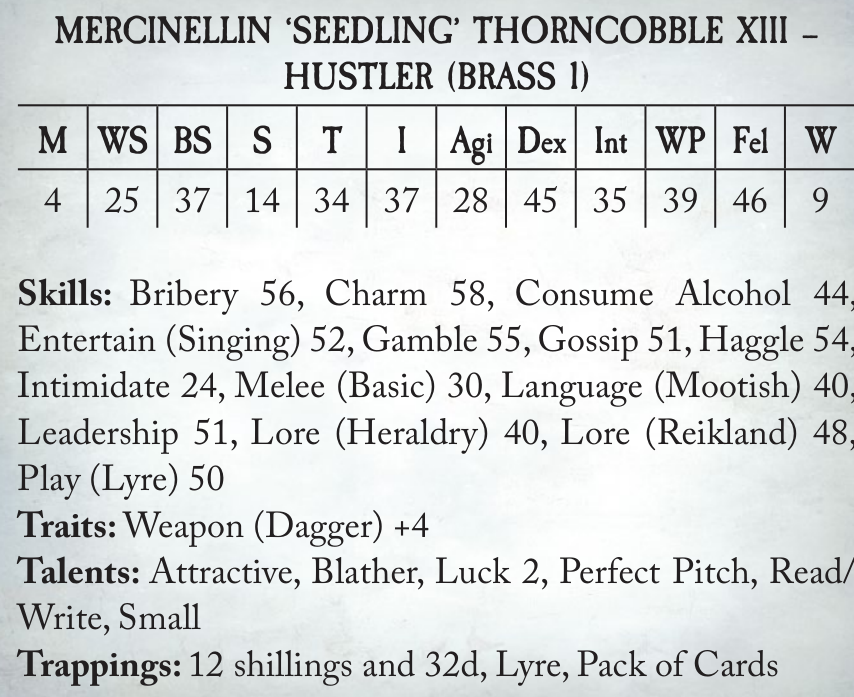 MERCINELLIN ‘SEEDLING’ THORNCOBBLE XIII –
HUSTLER (BRASS 1)
M WS BS S T I Agi Dex Int WP Fel W
4 25 37 14 34 37 28 45 35 39 46 9
Skills: Bribery 56, Charm 58, Consume Alcohol 44,
Entertain (Singing) 52, Gamble 55, Gossip 51, Haggle 54,
Intimidate 24, Melee (Basic) 30, Language (Mootish) 40,
Leadership 51, Lore (Heraldry) 40, Lore (Reikland) 48,
Play (Lyre) 50
Traits: Weapon (Dagger) +4
Talents: Attractive, Blather, Luck 2, Perfect Pitch, Read/
Write, Small
Trappings: 12 shillings and 32d, Lyre, Pack of Cards